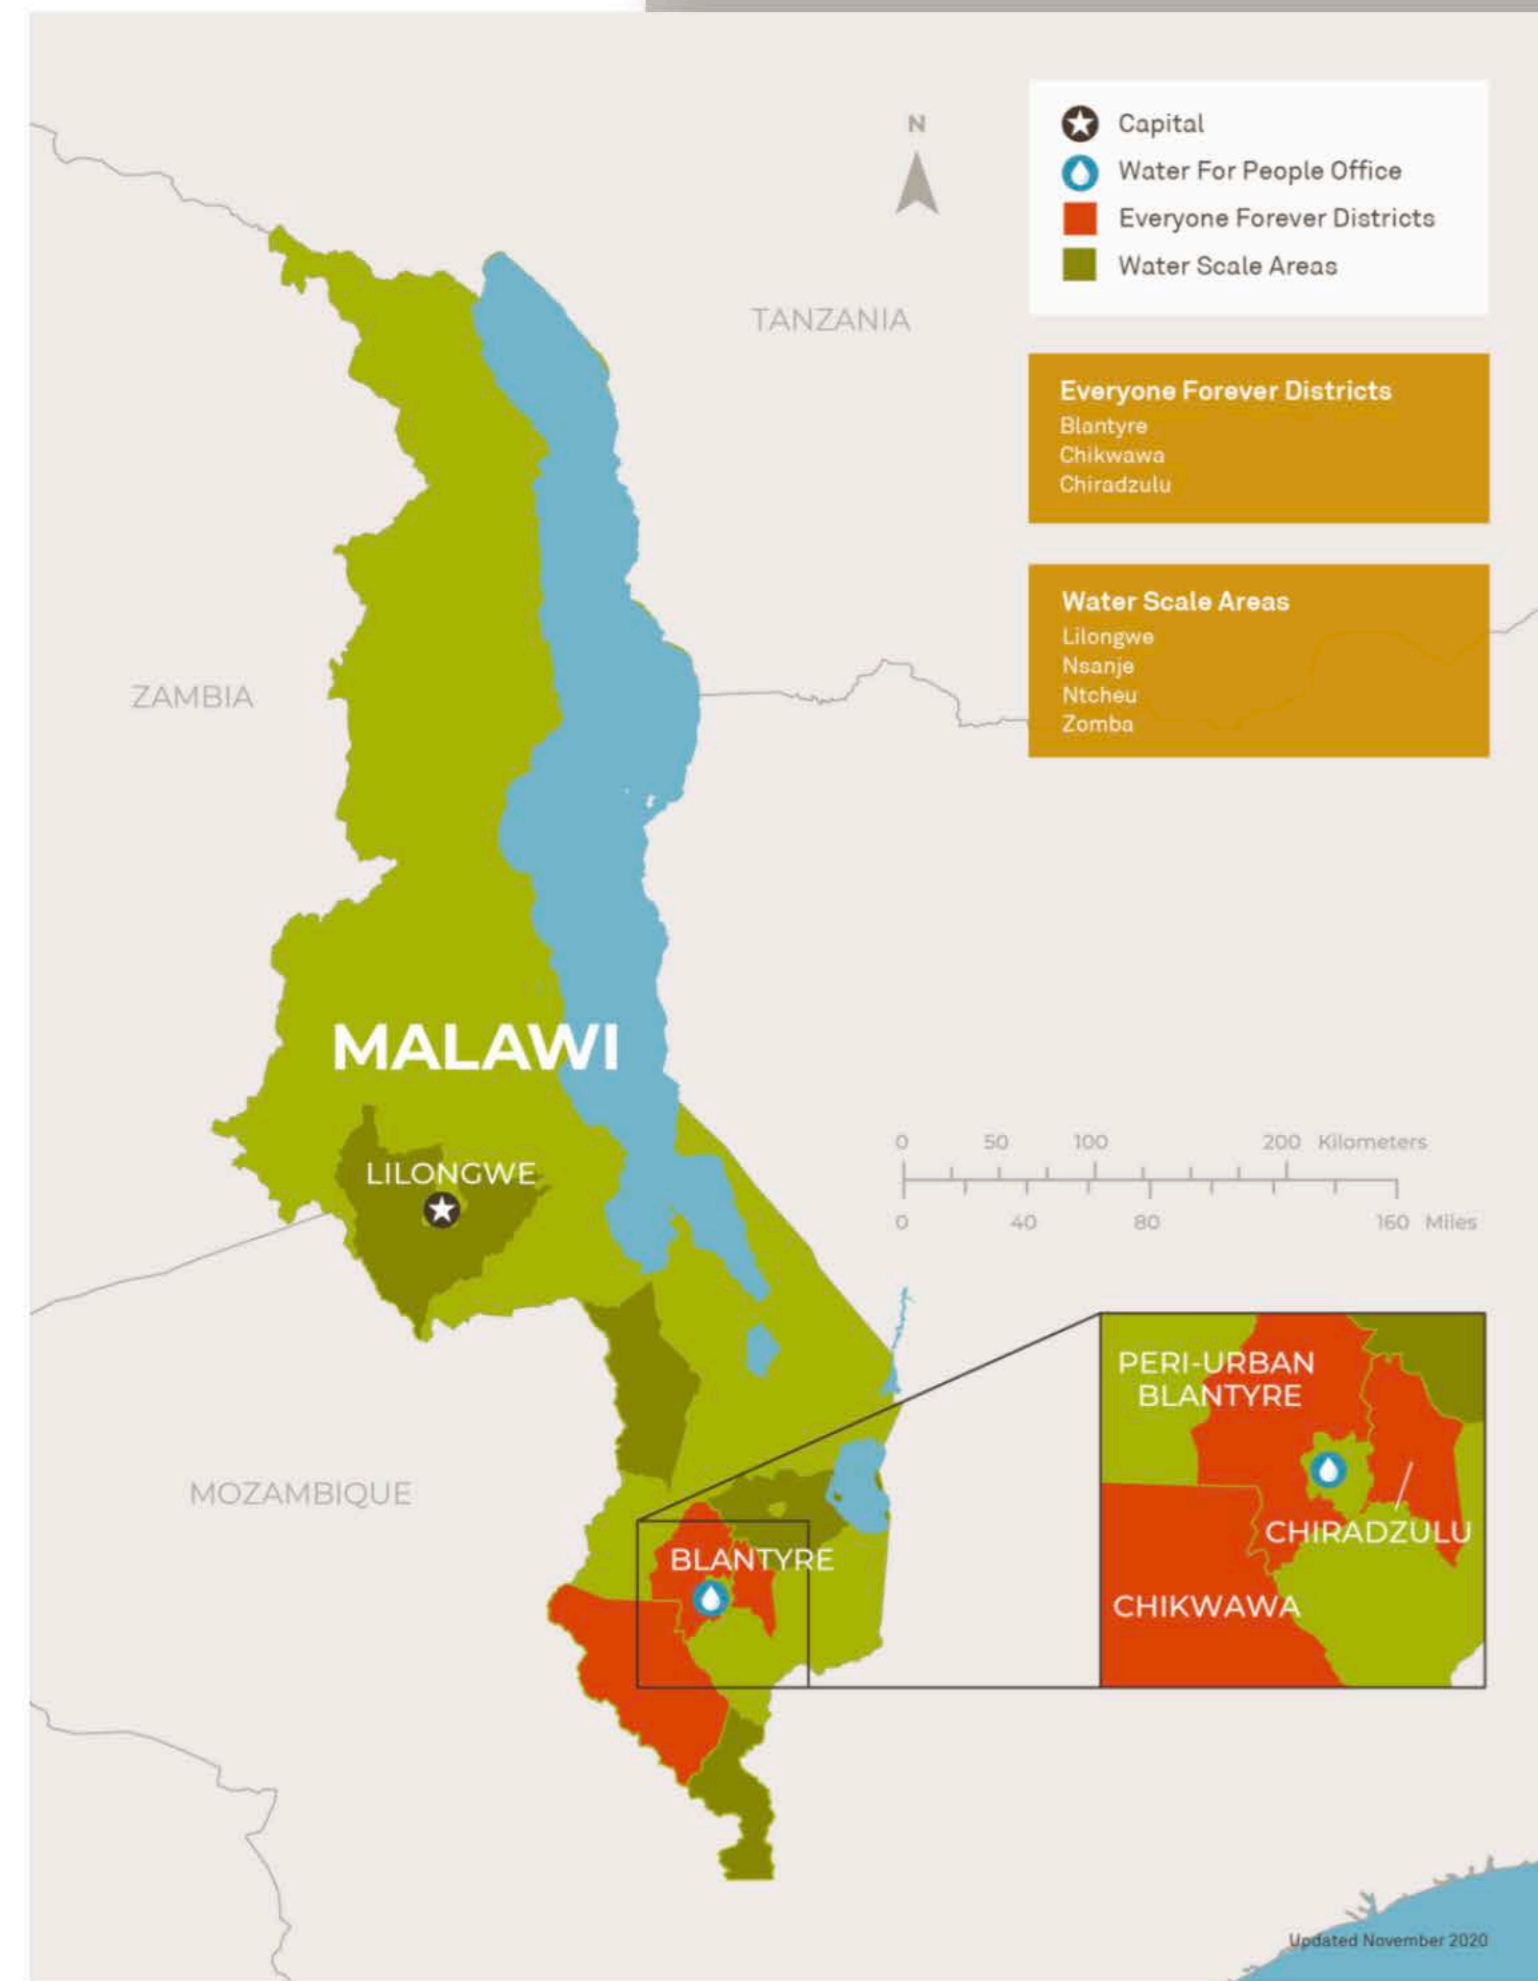 N
Capital
Water For People Office
Everyone Forever Districts
Water Scale Areas
TANZANIA
Everyone Forever Districts
Blantyre
Chikwawa
Chiradzulu
Water Scale Areas
Lilongwe
Nsanje
Ntcheu
Zomba
ZAMBIA
MALAWI
LILONGWE
0 50 100 200 Kilometers
0 40 80 160 Miles
MOZAMBIQUE
BLANTYRE
PERI-URBAN
BLANTYRE
CHIRADZULU
CHIKWAWA
Updated November 2020